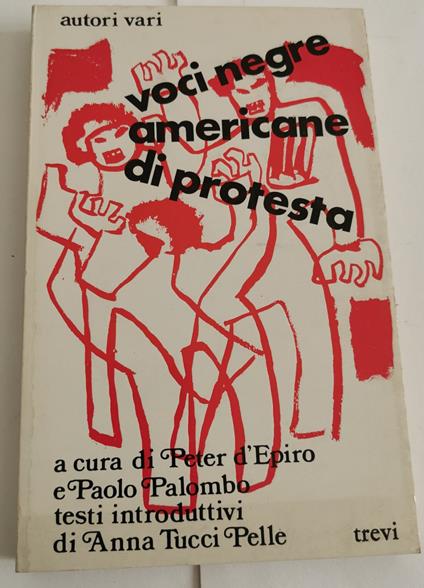 autori vari
voci negre
americane
di protesta
a cura di Peter d'Epiro
e Paolo Palombo
testi introduttivi
di Anna Tucci Pelle
trevi